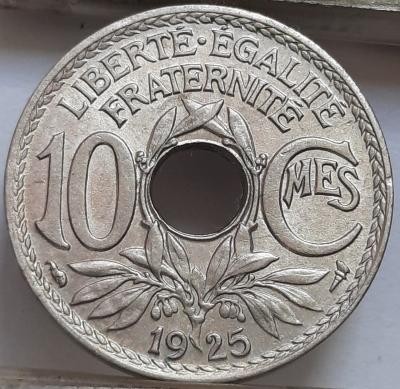 LIBERTÉ·ÉGALITÉ
FRATERNITÉ
10 CMES
1925